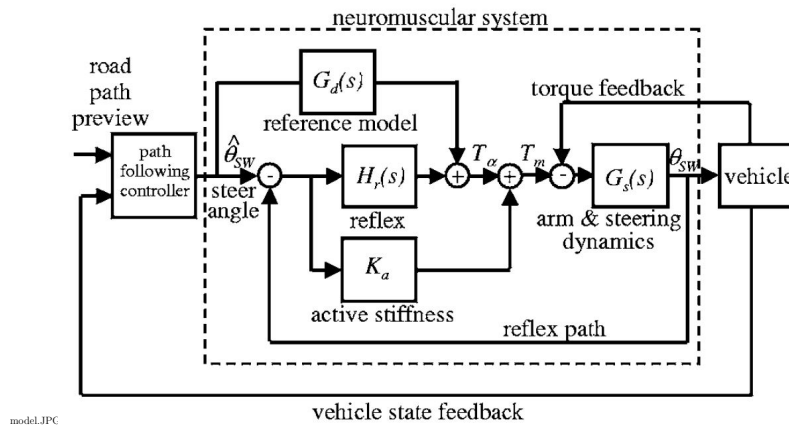 neuromuscular system
road
path
preview
G_d(s)
reference model
torque feedback
path
following
controller
θ̂_SW
steer
angle
-
H_r(s)
reflex
+
T_α
+
T_m
-
G_s(s)
θ_SW
vehicle
arm & steering
dynamics
K_a
active stiffness
reflex path
vehicle state feedback
model.JPG